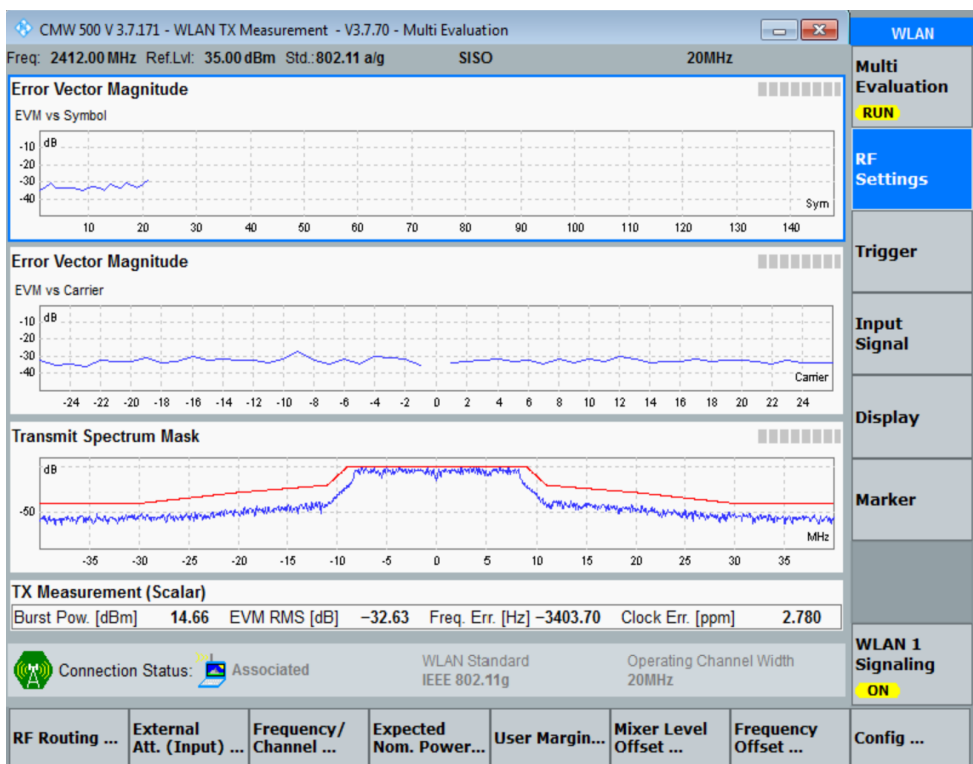 CMW 500 V 3.7.171 - WLAN TX Measurement - V3.7.70 - Multi Evaluation
Freq: 2412.00 MHz Ref.Lvl: 35.00 dBm Std.: 802.11 a/g SISO 20MHz
Error Vector Magnitude
EVM vs Symbol
dB
-10
-20
-30
-40
Sym
10 20 30 40 50 60 70 80 90 100 110 120 130 140
Error Vector Magnitude
EVM vs Carrier
dB
-10
-20
-30
-40
Carrier
-24 -22 -20 -18 -16 -14 -12 -10 -8 -6 -4 -2 0 2 4 6 8 10 12 14 16 18 20 22 24
Transmit Spectrum Mask
dB
-50
MHz
-35 -30 -25 -20 -15 -10 -5 0 5 10 15 20 25 30 35
TX Measurement (Scalar)
Burst Pow. [dBm] 14.66 EVM RMS [dB] -32.63 Freq. Err. [Hz] -3403.70 Clock Err. [ppm] 2.780
Connection Status: Associated
WLAN Standard
IEEE 802.11g
Operating Channel Width
20MHz
WLAN
Multi
Evaluation
RUN
RF
Settings
Trigger
Input
Signal
Display
Marker
WLAN 1
Signaling
ON
RF Routing ...
External
Att. (Input) ...
Frequency/
Channel ...
Expected
Nom. Power...
User Margin...
Mixer Level
Offset ...
Frequency
Offset ...
Config ...